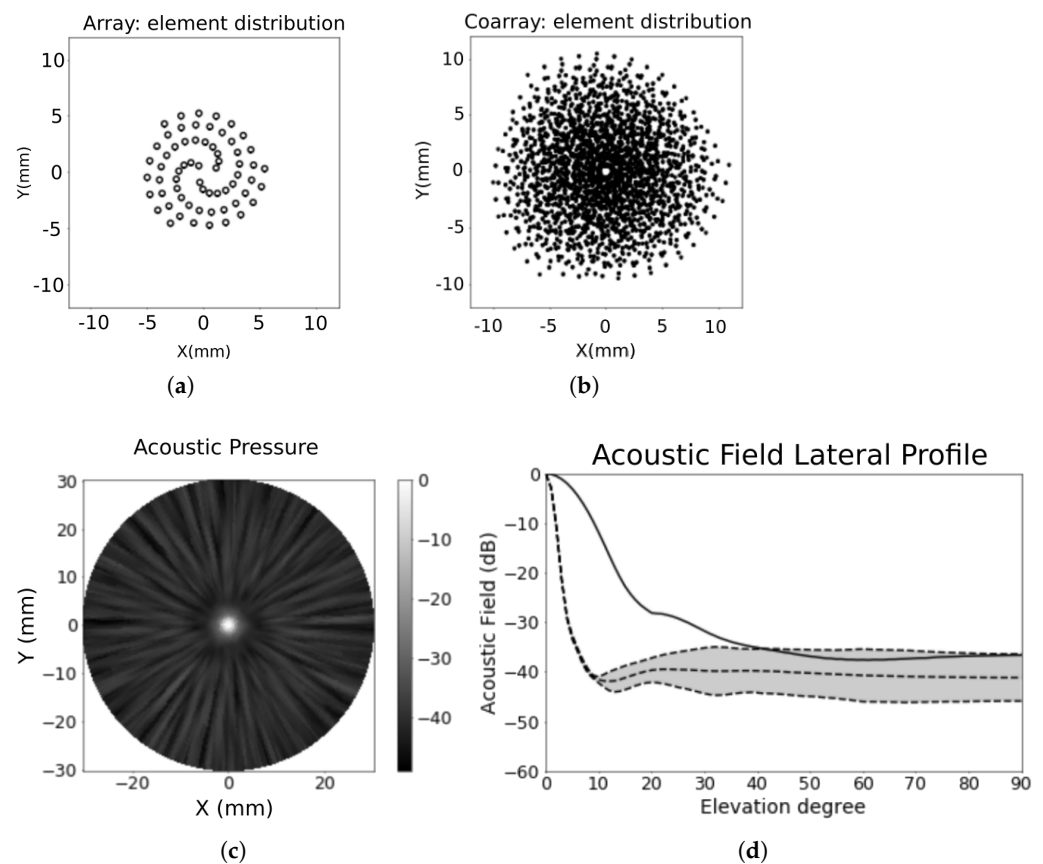 Array: element distribution
10
5
0
-5
-10
Y(mm)
-10 -5 0 5 10
X(mm)
(a)
Coarray: element distribution
10
5
0
-5
-10
Y(mm)
-10 -5 0 5 10
X(mm)
(b)
Acoustic Pressure
30
20
10
0
−10
−20
−30
Y (mm)
−20 0 20
X (mm)
0
−10
−20
−30
−40
(c)
Acoustic Field Lateral Profile
0
−10
−20
−30
−40
−50
−60
Acoustic Field (dB)
0 10 20 30 40 50 60 70 80 90
Elevation degree
(d)